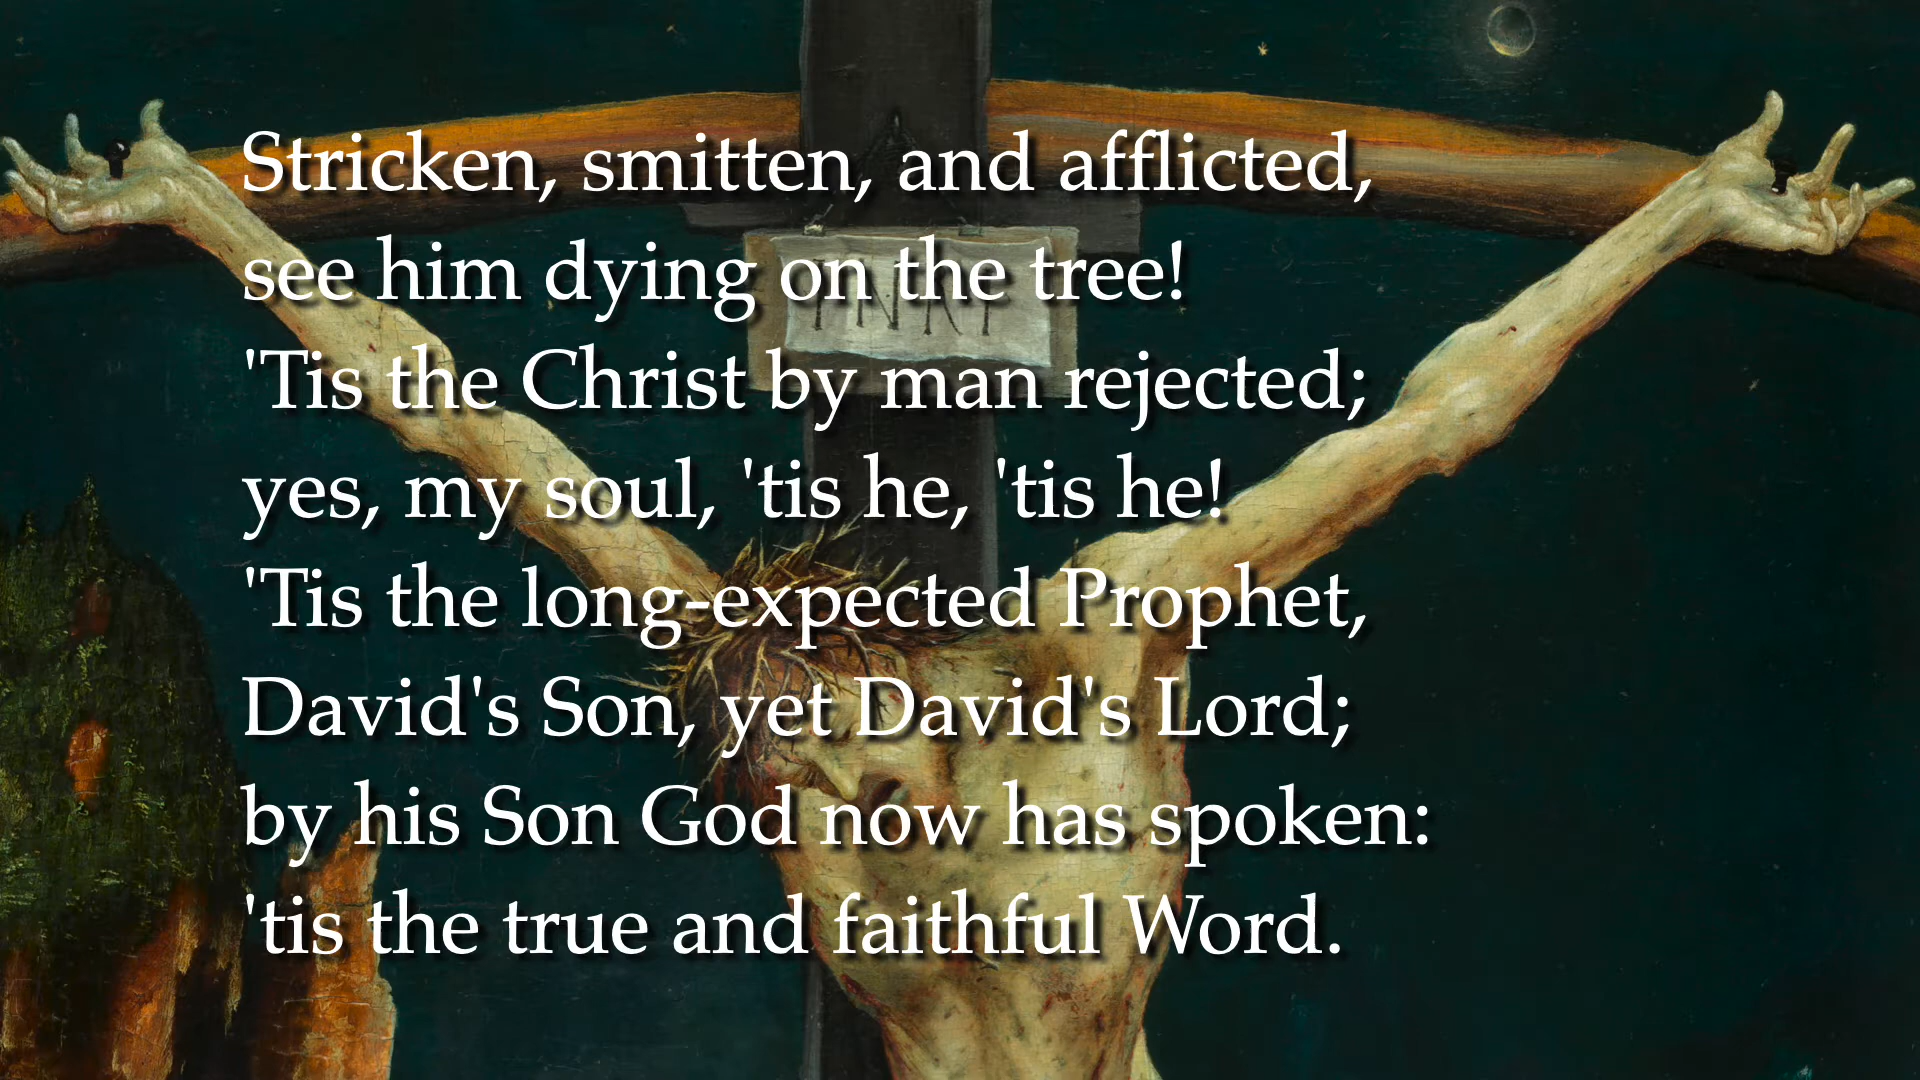 Stricken, smitten, and afflicted,
see him dying on the tree!
INRI
'Tis the Christ by man rejected;
yes, my soul, 'tis he, 'tis he!
'Tis the long-expected Prophet,
David's Son, yet David's Lord;
by his Son God now has spoken:
'tis the true and faithful Word.